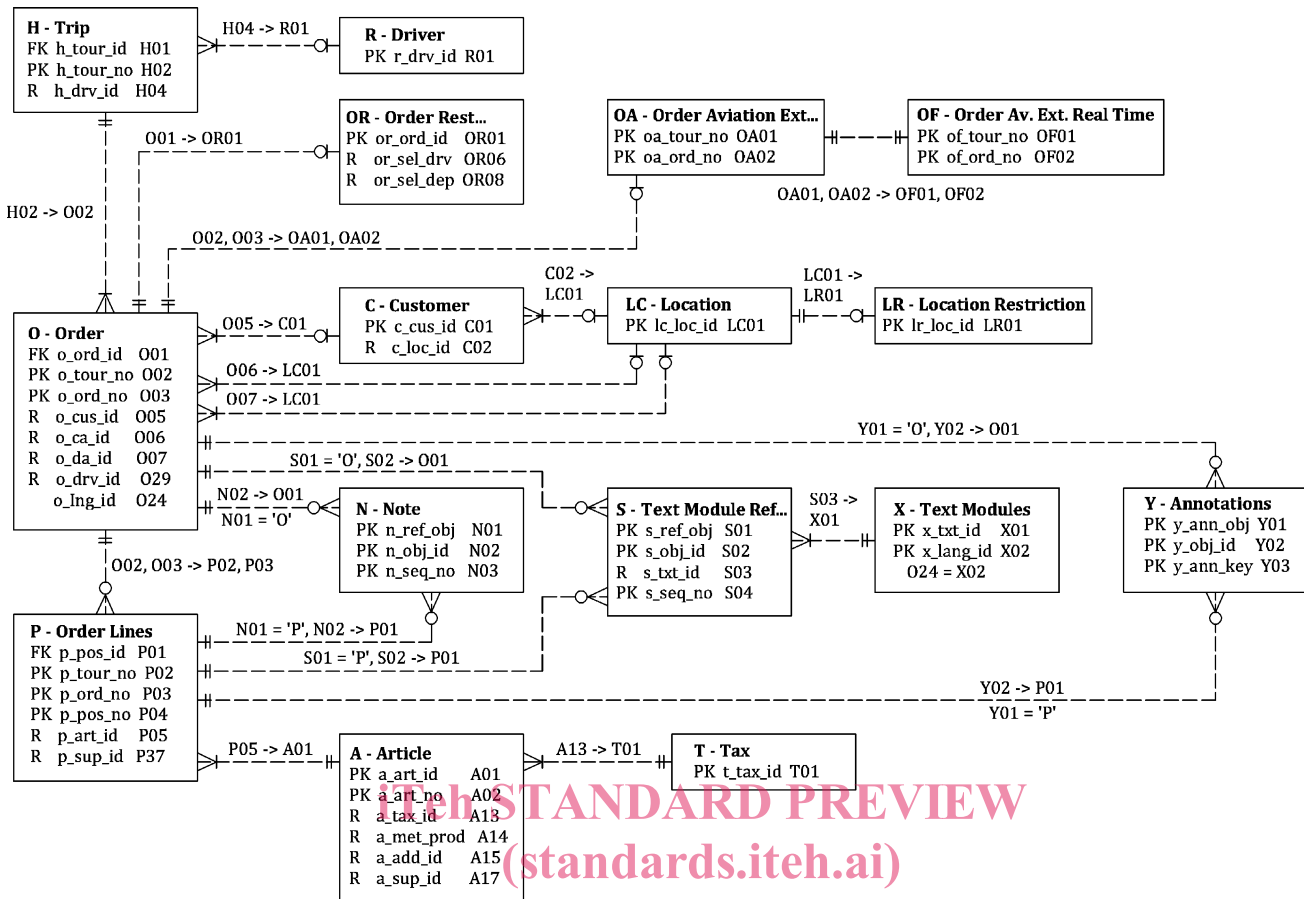 H - Trip
FK h_tour_id H01
PK h_tour_no H02
R h_drv_id H04
H04 -> R01
R - Driver
PK r_drv_id R01
O01 -> OR01
OR - Order Rest...
PK or_ord_id OR01
R or_sel_drv OR06
R or_sel_dep OR08
OA - Order Aviation Ext...
PK oa_tour_no OA01
PK oa_ord_no OA02
OF - Order Av. Ext. Real Time
PK of_tour_no OF01
PK of_ord_no OF02
OA01, OA02 -> OF01, OF02
H02 -> O02
O02, O03 -> OA01, OA02
O - Order
FK o_ord_id O01
PK o_tour_no O02
PK o_ord_no O03
R o_cus_id O05
R o_ca_id O06
R o_da_id O07
R o_drv_id O29
o_lng_id O24
O05 -> C01
C - Customer
PK c_cus_id C01
R c_loc_id C02
C02 ->
LC01
LC - Location
PK lc_loc_id LC01
LC01 ->
LR01
LR - Location Restriction
PK lr_loc_id LR01
O06 -> LC01
O07 -> LC01
Y01 = 'O', Y02 -> O01
S01 = 'O', S02 -> O01
N02 -> O01
N01 = 'O'
N - Note
PK n_ref_obj N01
PK n_obj_id N02
PK n_seq_no N03
S - Text Module Ref...
PK s_ref_obj S01
PK s_obj_id S02
R s_txt_id S03
PK s_seq_no S04
S03 ->
X01
X - Text Modules
PK x_txt_id X01
PK x_lang_id X02
O24 = X02
Y - Annotations
PK y_ann_obj Y01
PK y_obj_id Y02
PK y_ann_key Y03
O02, O03 -> P02, P03
P - Order Lines
FK p_pos_id P01
PK p_tour_no P02
PK p_ord_no P03
PK p_pos_no P04
R p_art_id P05
R p_sup_id P37
N01 = 'P', N02 -> P01
S01 = 'P', S02 -> P01
Y02 -> P01
Y01 = 'P'
P05 -> A01
A - Article
PK a_art_id A01
PK a_art_no A02
R a_tax_id A13
R a_met_prod A14
R a_add_id A15
R a_sup_id A17
A13 -> T01
T - Tax
PK t_tax_id T01
iTeh STANDARD PREVIEW
(standards.iteh.ai)